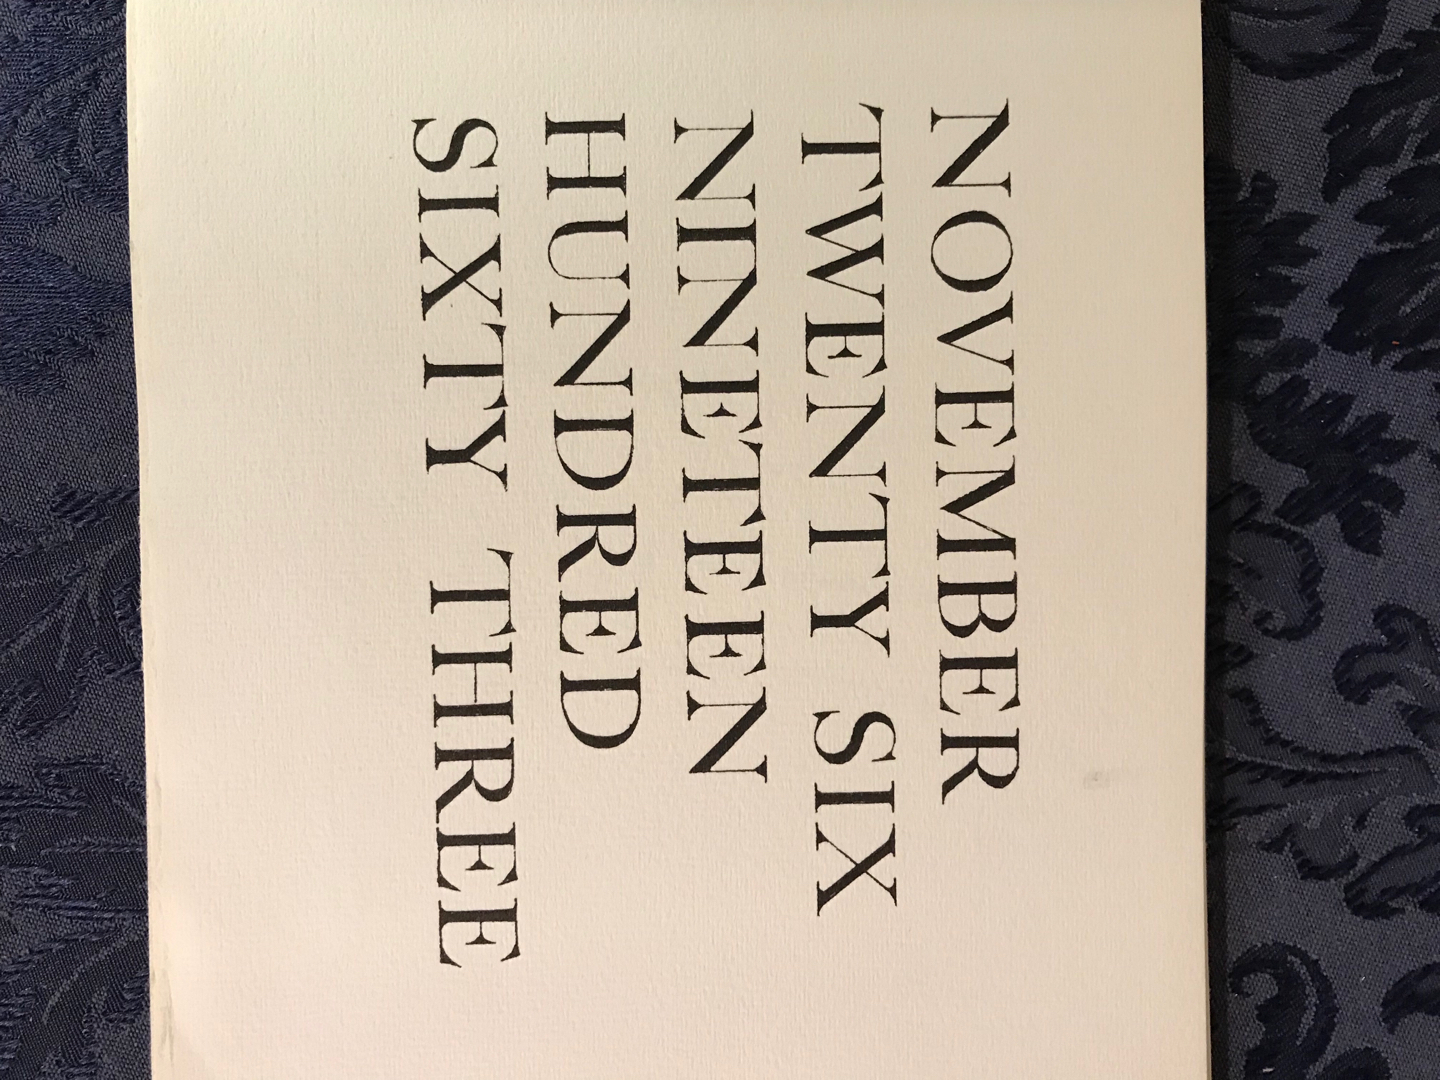 NOVEMBER
TWENTY SIX
NINETEEN
HUNDRED
SIXTY THREE